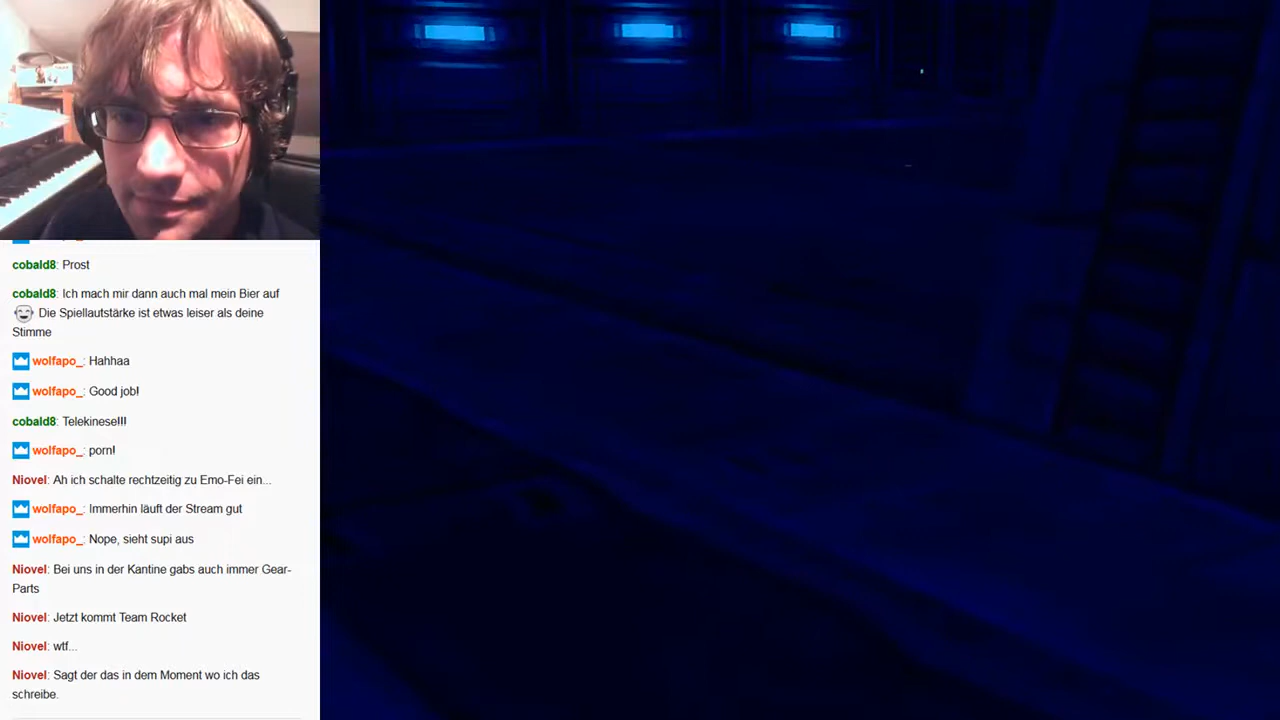 cobald8: Prost
cobald8: Ich mach mir dann auch mal mein Bier auf
Die Spiellautstärke ist etwas leiser als deine
Stimme
wolfapo_: Hahhaa
wolfapo_: Good job!
cobald8: Telekinese!!!
wolfapo_: porn!
Niovel: Ah ich schalte rechtzeitig zu Emo-Fei ein...
wolfapo_: Immerhin läuft der Stream gut
wolfapo_: Nope, sieht supi aus
Niovel: Bei uns in der Kantine gabs auch immer Gear-
Parts
Niovel: Jetzt kommt Team Rocket
Niovel: wtf...
Niovel: Sagt der das in dem Moment wo ich das
schreibe.